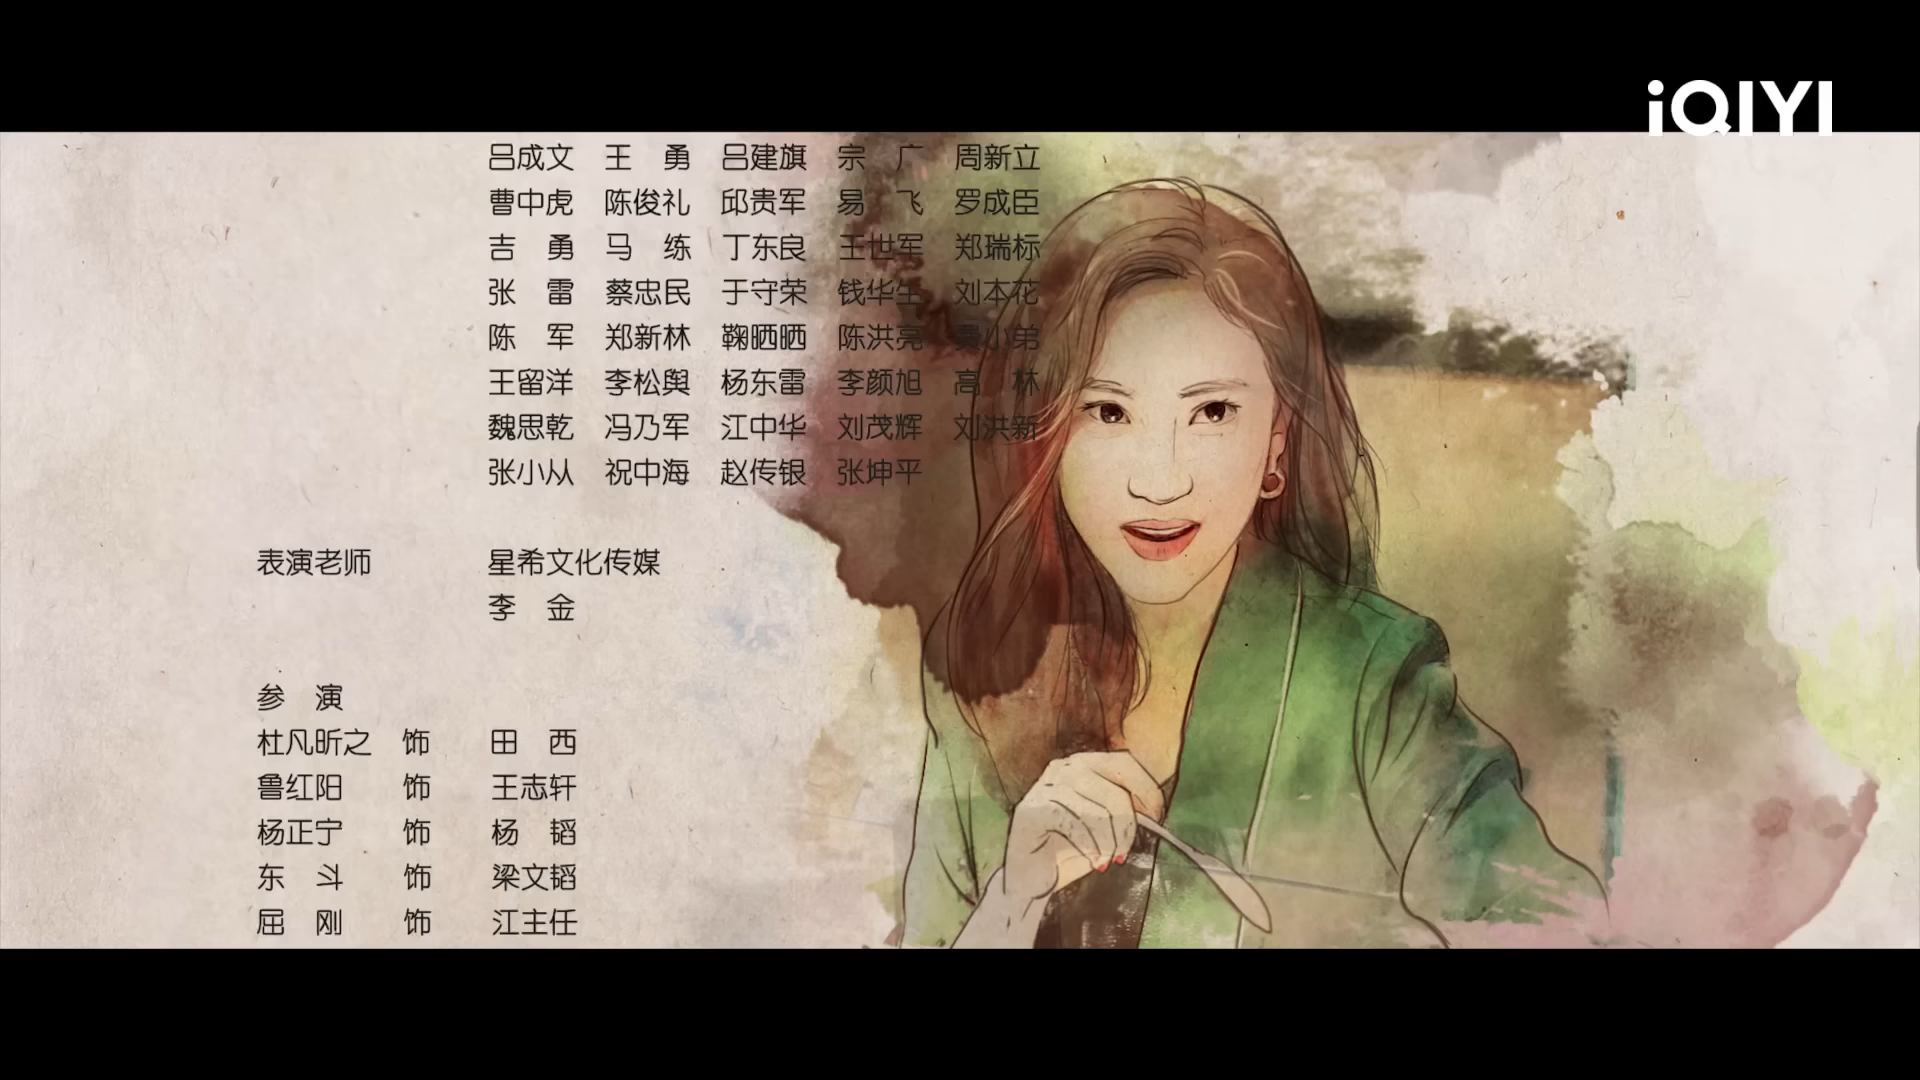 iQIYI
吕成文 王 勇 吕建旗 宗 广 周新立
曹中虎 陈俊礼 邱贵军 易 飞 罗成臣
吉 勇 马 练 丁东良 王世军 郑瑞标
张 雷 蔡忠民 于守荣 钱华生 刘本花
陈 军 郑新林 鞠晒晒 陈洪亮 小弟
王留洋 李松舆 杨东雷 李颜旭 高 林
魏思乾 冯乃军 江中华 刘茂辉 刘洪新
张小从 祝中海 赵传银 张坤平
表演老师 星希文化传媒
李 金
参 演
杜凡昕之 饰 田 西
鲁红阳 饰 王志轩
杨正宁 饰 杨 韬
东 斗 饰 梁文韬
屈 刚 饰 江主任